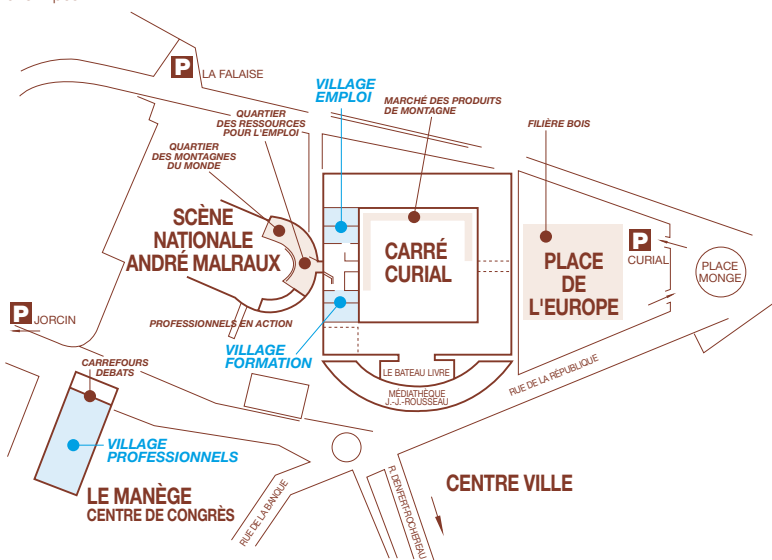 P LA FALAISE
VILLAGE
EMPLOI
MARCHÉ DES PRODUITS
DE MONTAGNE
QUARTIER
DES RESSOURCES
POUR L'EMPLOI
FILIÈRE BOIS
QUARTIER
DES MONTAGNES
DU MONDE
SCÈNE
NATIONALE
ANDRÉ MALRAUX
CARRÉ
CURIAL
PLACE
DE
L'EUROPE
P
CURIAL
PLACE
MONGE
P JORCIN
PROFESSIONNELS EN ACTION
VILLAGE
FORMATION
CARREFOURS
DEBATS
LE BATEAU LIVRE
MÉDIATHÈQUE
J.-J.-ROUSSEAU
RUE DE LA RÉPUBLIQUE
VILLAGE
PROFESSIONNELS
LE MANÈGE
CENTRE DE CONGRÈS
RUE DE LA BANQUE
R. DENFERT-ROCHEREAU
CENTRE VILLE